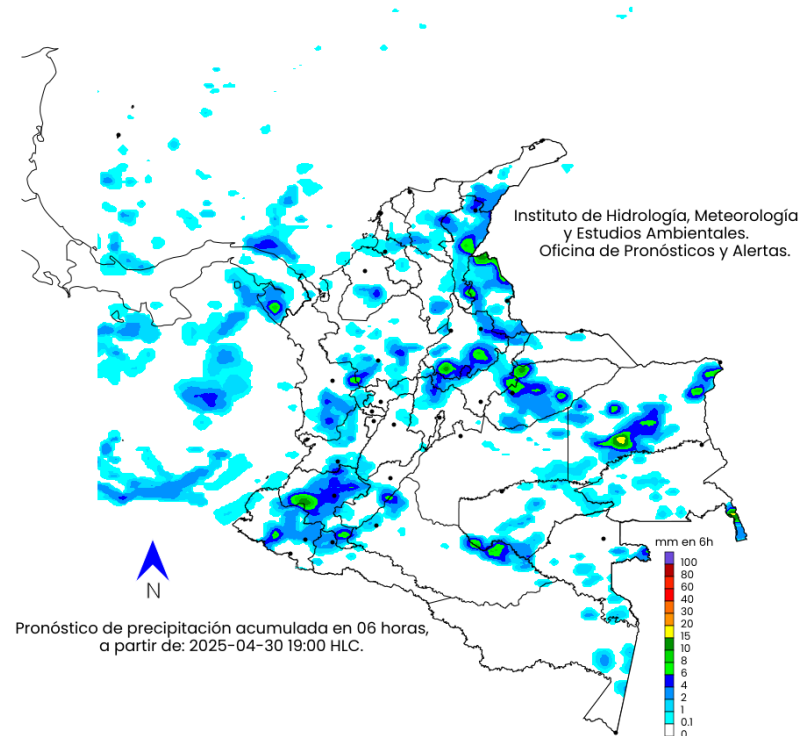 Instituto de Hidrología, Meteorología
y Estudios Ambientales.
Oficina de Pronósticos y Alertas.
mm en 6h
100
80
60
40
30
20
15
10
8
6
4
2
1
0.1
0
N
Pronóstico de precipitación acumulada en 06 horas,
a partir de: 2025-04-30 19:00 HLC.